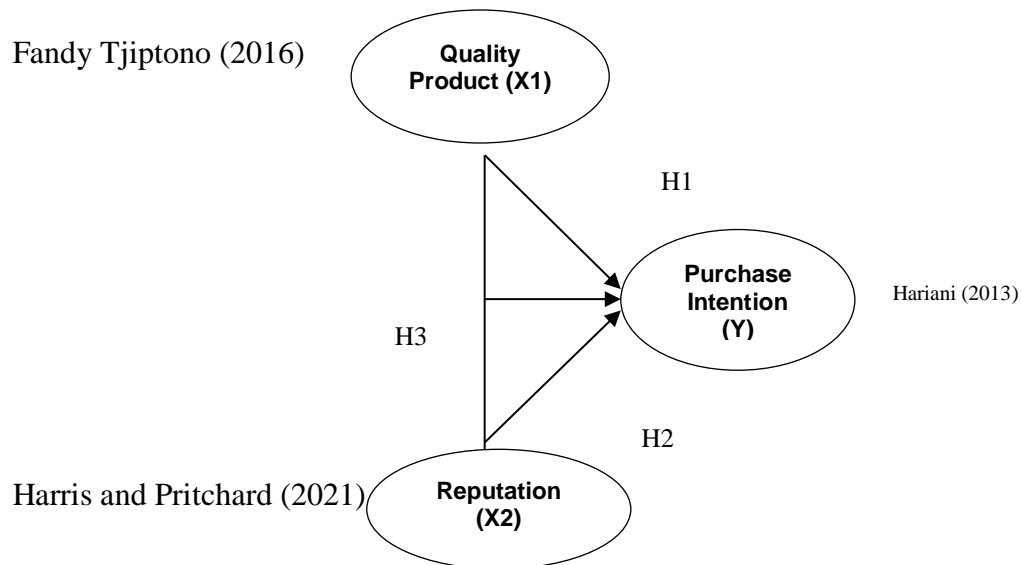 Fandy Tjiptono (2016)
Quality
Product (X1)
H1
Purchase
Intention
(Y)
Hariani (2013)
H3
H2
Harris and Pritchard (2021)
Reputation
(X2)